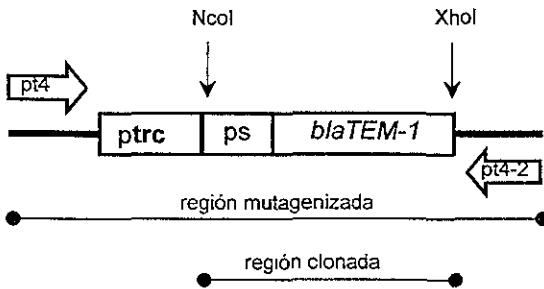 NcoI
XhoI
pt4
ptrc
ps
blaTEM-1
pt4-2
región mutagenizada
región clonada